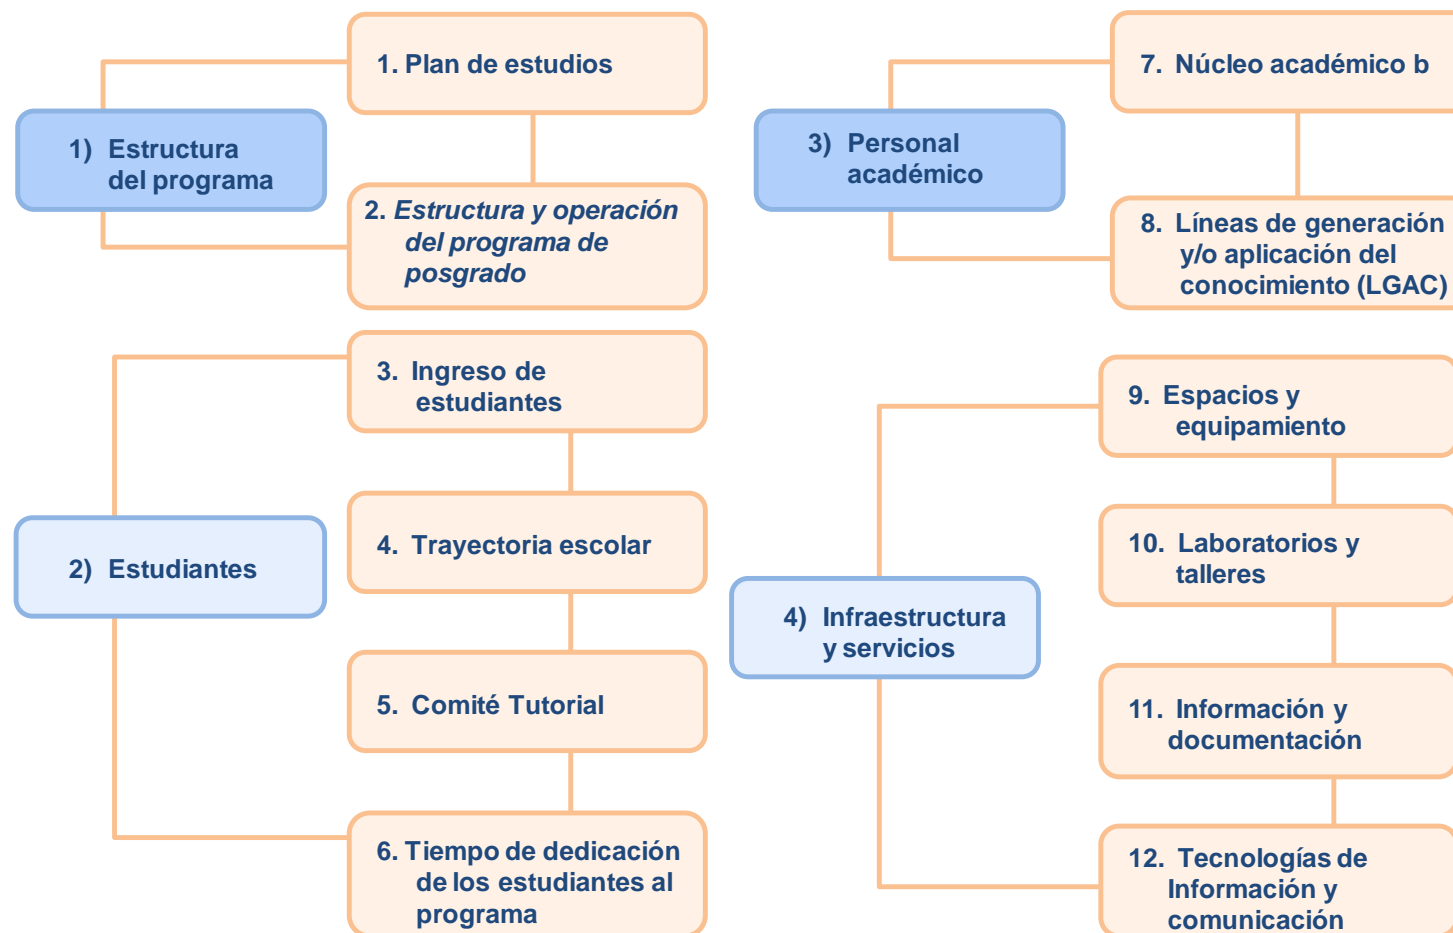 1) Estructura
del programa
1. Plan de estudios
2. Estructura y operación
del programa de
posgrado
2) Estudiantes
3. Ingreso de
estudiantes
4. Trayectoria escolar
5. Comité Tutorial
6. Tiempo de dedicación
de los estudiantes al
programa
3) Personal
académico
7. Núcleo académico b
8. Líneas de generación
y/o aplicación del
conocimiento (LGAC)
4) Infraestructura
y servicios
9. Espacios y
equipamiento
10. Laboratorios y
talleres
11. Información y
documentación
12. Tecnologías de
Información y
comunicación